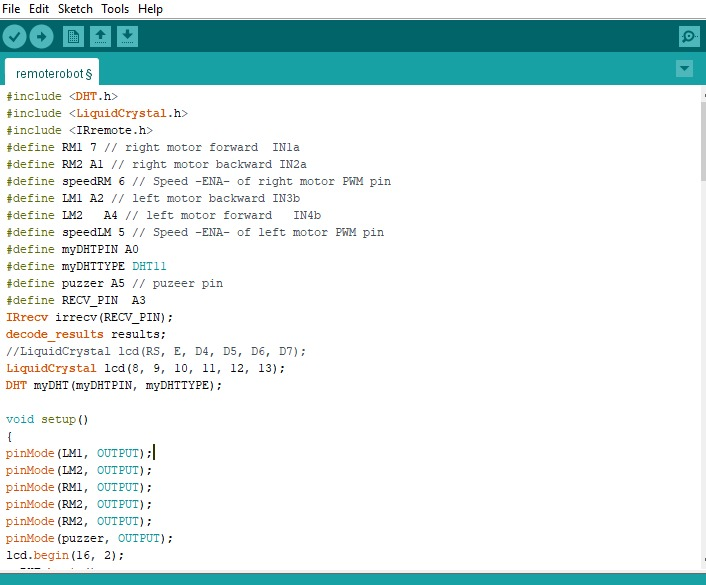 File Edit Sketch Tools Help
remoterobot §
#include <DHT.h>
#include <LiquidCrystal.h>
#include <IRremote.h>
#define RM1 7 // right motor forward  IN1a
#define RM2 A1 // right motor backward IN2a
#define speedRM 6 // Speed -ENA- of right motor PWM pin
#define LM1 A2 // left motor backward IN3b
#define LM2   A4 // left motor forward   IN4b
#define speedLM 5 // Speed -ENA- of left motor PWM pin
#define myDHTPIN A0
#define myDHTTYPE DHT11
#define puzzer A5 // puzeer pin
#define RECV_PIN  A3
IRrecv irrecv(RECV_PIN);
decode_results results;
//LiquidCrystal lcd(RS, E, D4, D5, D6, D7);
LiquidCrystal lcd(8, 9, 10, 11, 12, 13);
DHT myDHT(myDHTPIN, myDHTTYPE);
void setup()
{
pinMode(LM1, OUTPUT);
pinMode(LM2, OUTPUT);
pinMode(RM1, OUTPUT);
pinMode(RM2, OUTPUT);
pinMode(RM2, OUTPUT);
pinMode(puzzer, OUTPUT);
lcd.begin(16, 2);